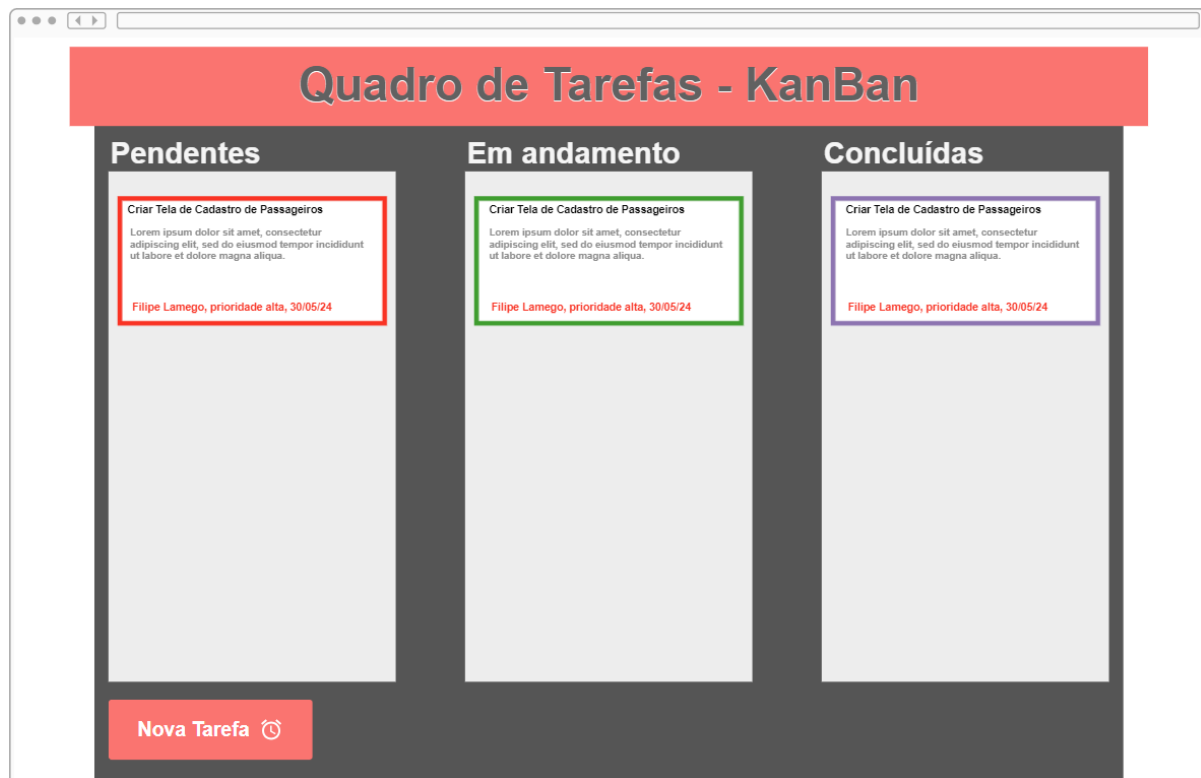 Quadro de Tarefas - KanBan
Pendentes
Criar Tela de Cadastro de Passageiros
Lorem ipsum dolor sit amet, consectetur
adipiscing elit, sed do eiusmod tempor incididunt
ut labore et dolore magna aliqua.
Filipe Lamego, prioridade alta, 30/05/24
Em andamento
Criar Tela de Cadastro de Passageiros
Lorem ipsum dolor sit amet, consectetur
adipiscing elit, sed do eiusmod tempor incididunt
ut labore et dolore magna aliqua.
Filipe Lamego, prioridade alta, 30/05/24
Concluídas
Criar Tela de Cadastro de Passageiros
Lorem ipsum dolor sit amet, consectetur
adipiscing elit, sed do eiusmod tempor incididunt
ut labore et dolore magna aliqua.
Filipe Lamego, prioridade alta, 30/05/24
Nova Tarefa